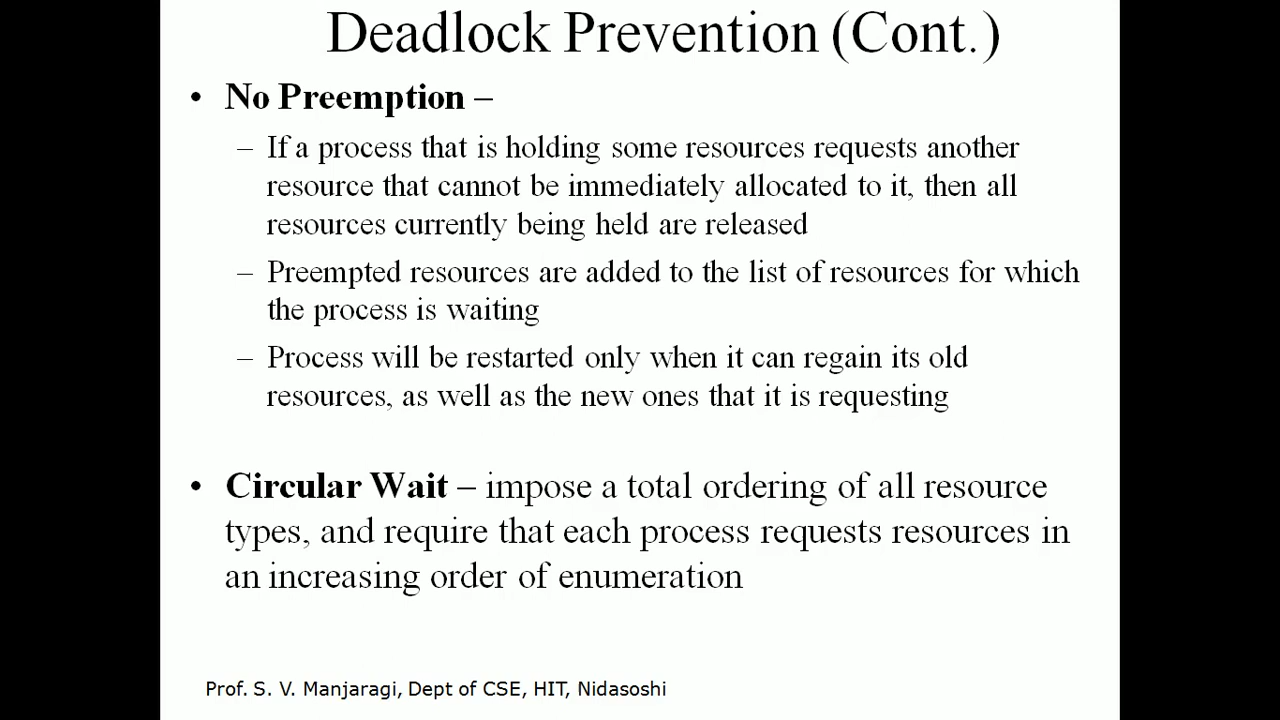 Deadlock Prevention (Cont.)
• No Preemption –
– If a process that is holding some resources requests another
resource that cannot be immediately allocated to it, then all
resources currently being held are released
– Preempted resources are added to the list of resources for which
the process is waiting
– Process will be restarted only when it can regain its old
resources, as well as the new ones that it is requesting
• Circular Wait – impose a total ordering of all resource
types, and require that each process requests resources in
an increasing order of enumeration
Prof. S. V. Manjaragi, Dept of CSE, HIT, Nidasoshi